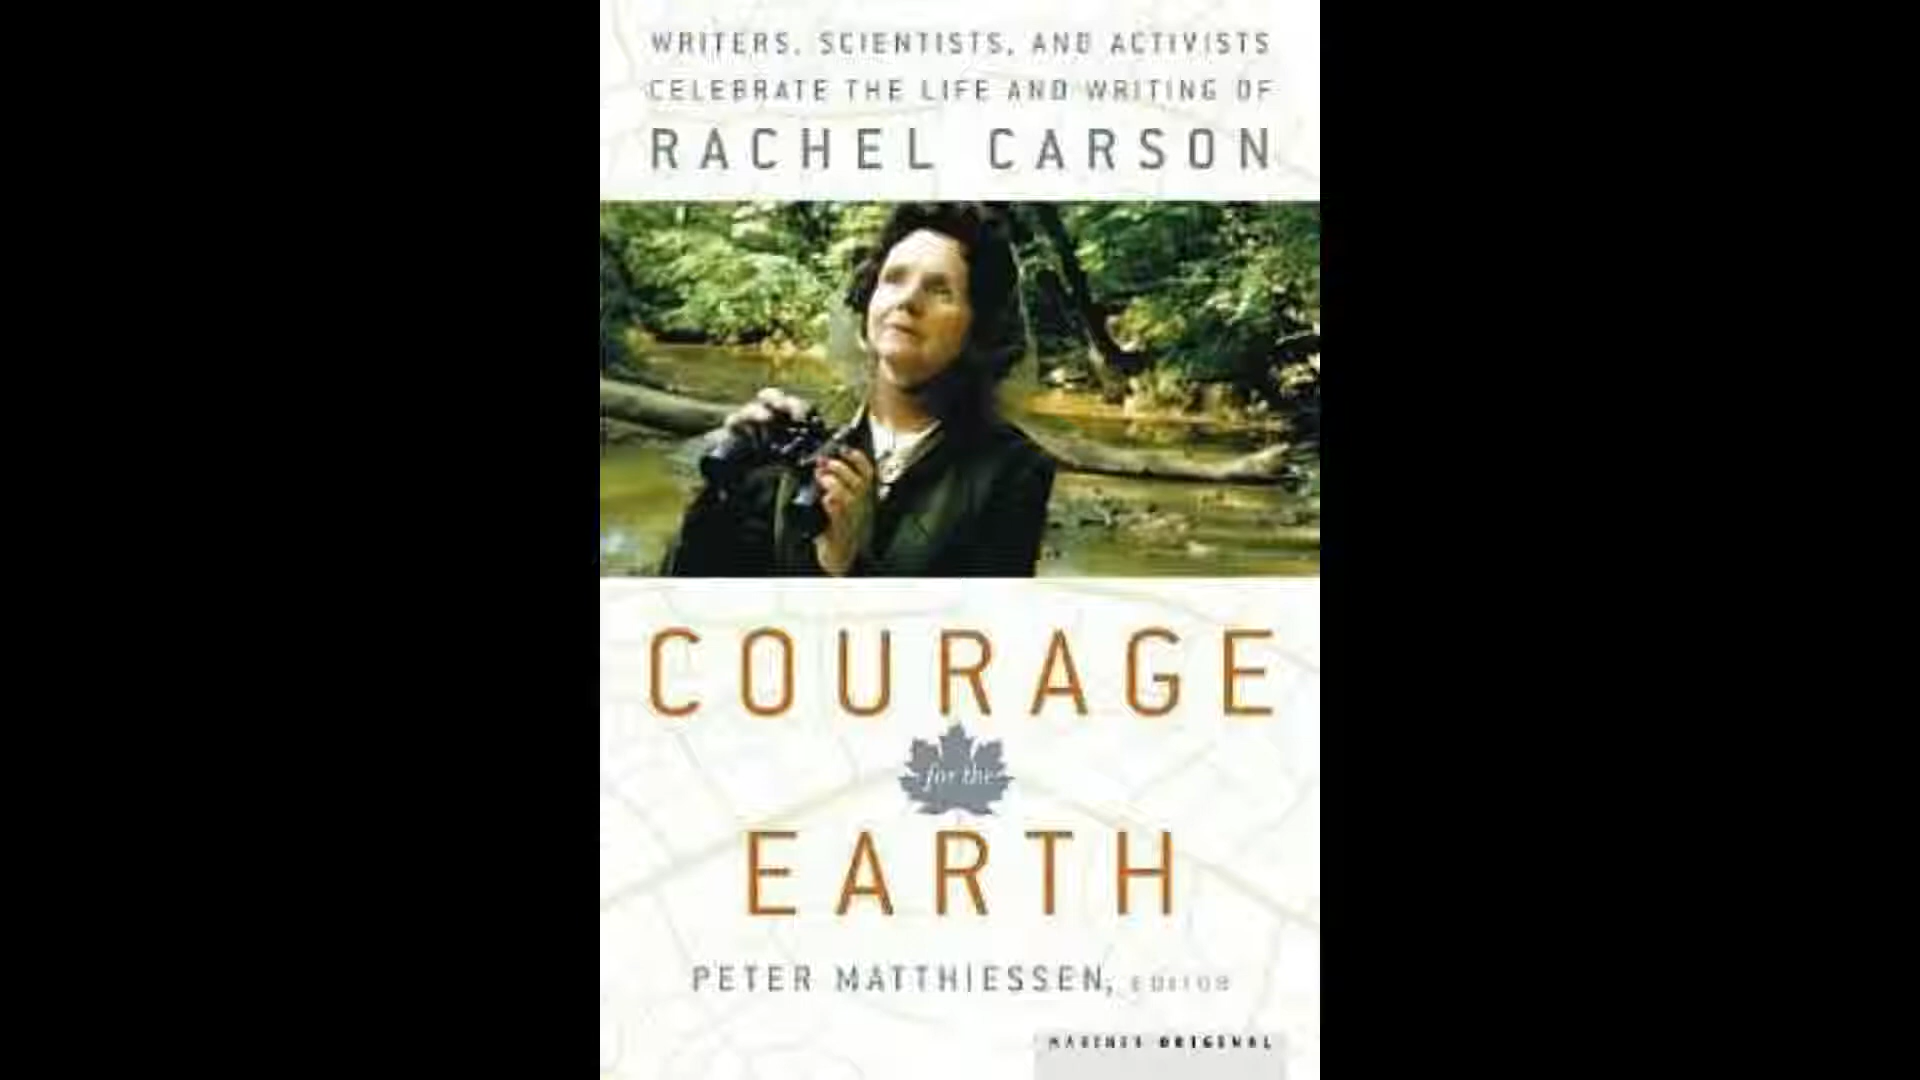 WRITERS, SCIENTISTS, AND ACTIVISTS
CELEBRATE THE LIFE AND WRITING OF
RACHEL CARSON
COURAGE
for the
EARTH
PETER MATTHIESSEN, EDITOR
MARINER ORIGINAL